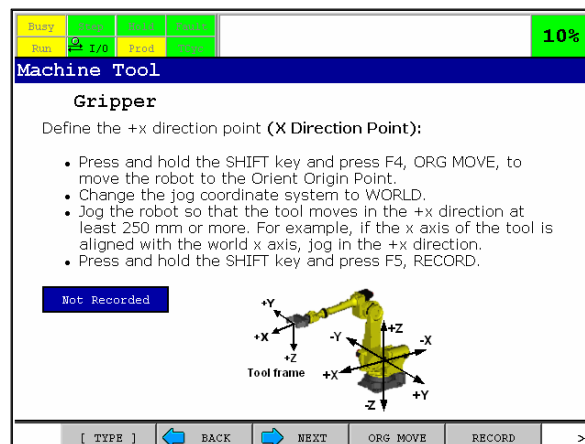 Busy Step Hold Fault
Run I/O Prod TCyc
10%
Machine Tool
Gripper
Define the +x direction point (X Direction Point):
• Press and hold the SHIFT key and press F4, ORG MOVE, to
move the robot to the Orient Origin Point.
• Change the jog coordinate system to WORLD.
• Jog the robot so that the tool moves in the +x direction at
least 250 mm or more. For example, if the x axis of the tool is
aligned with the world x axis, jog in the +x direction.
• Press and hold the SHIFT key and press F5, RECORD.
Not Recorded
+Y
+X
+Z
Tool frame
+Z
-Y
-X
+X
+Y
-Z
[ TYPE ] BACK NEXT ORG MOVE RECORD >